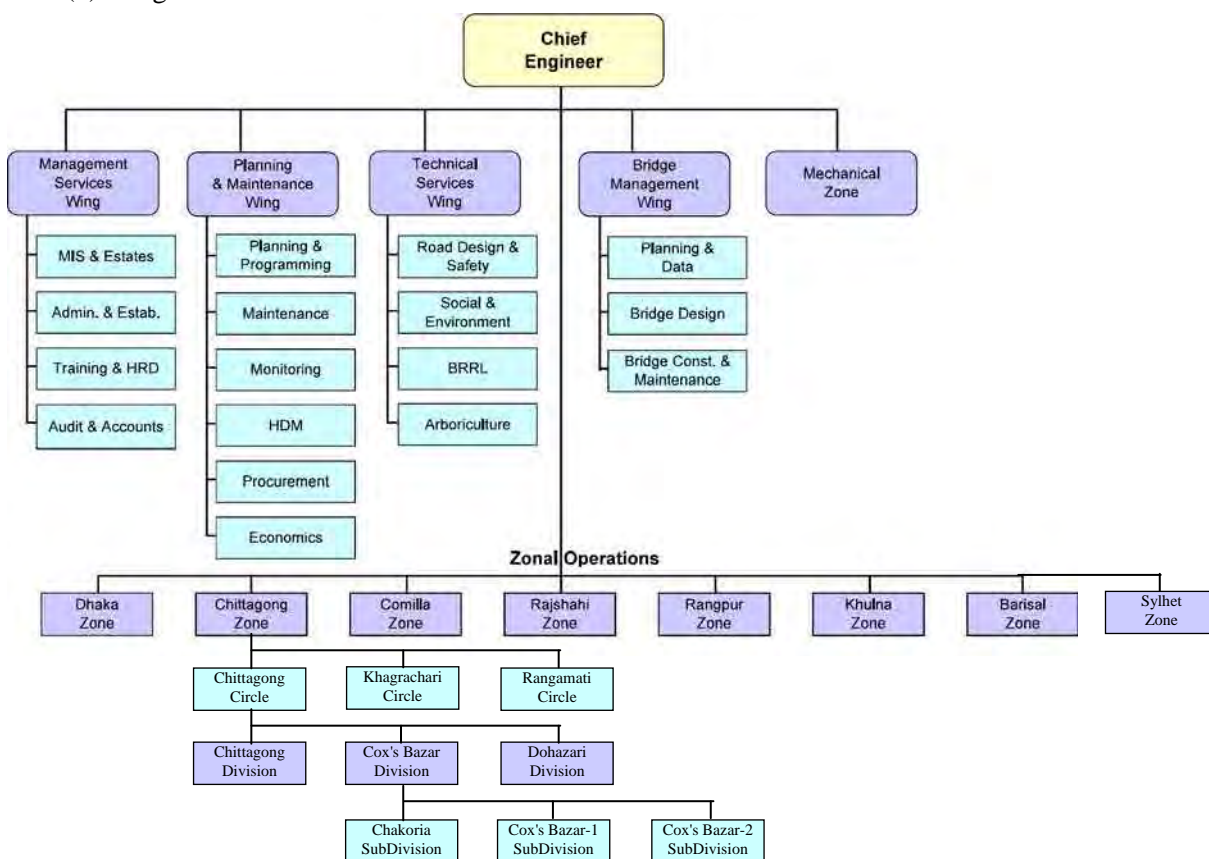 Chief
Engineer
Management
Services
Wing
Planning
& Maintenance
Wing
Technical
Services
Wing
Bridge
Management
Wing
Mechanical
Zone
MIS & Estates
Admin. & Estab.
Training & HRD
Audit & Accounts
Planning &
Programming
Maintenance
Monitoring
HDM
Procurement
Economics
Road Design &
Safety
Social &
Environment
BRRL
Arboriculture
Planning &
Data
Bridge Design
Bridge Const. &
Maintenance
Zonal Operations
Dhaka
Zone
Chittagong
Zone
Comilla
Zone
Rajshahi
Zone
Rangpur
Zone
Khulna
Zone
Barisal
Zone
Sylhet
Zone
Chittagong
Circle
Khagrachari
Circle
Rangamati
Circle
Chittagong
Division
Cox's Bazar
Division
Dohazari
Division
Chakoria
SubDivision
Cox's Bazar-1
SubDivision
Cox's Bazar-2
SubDivision